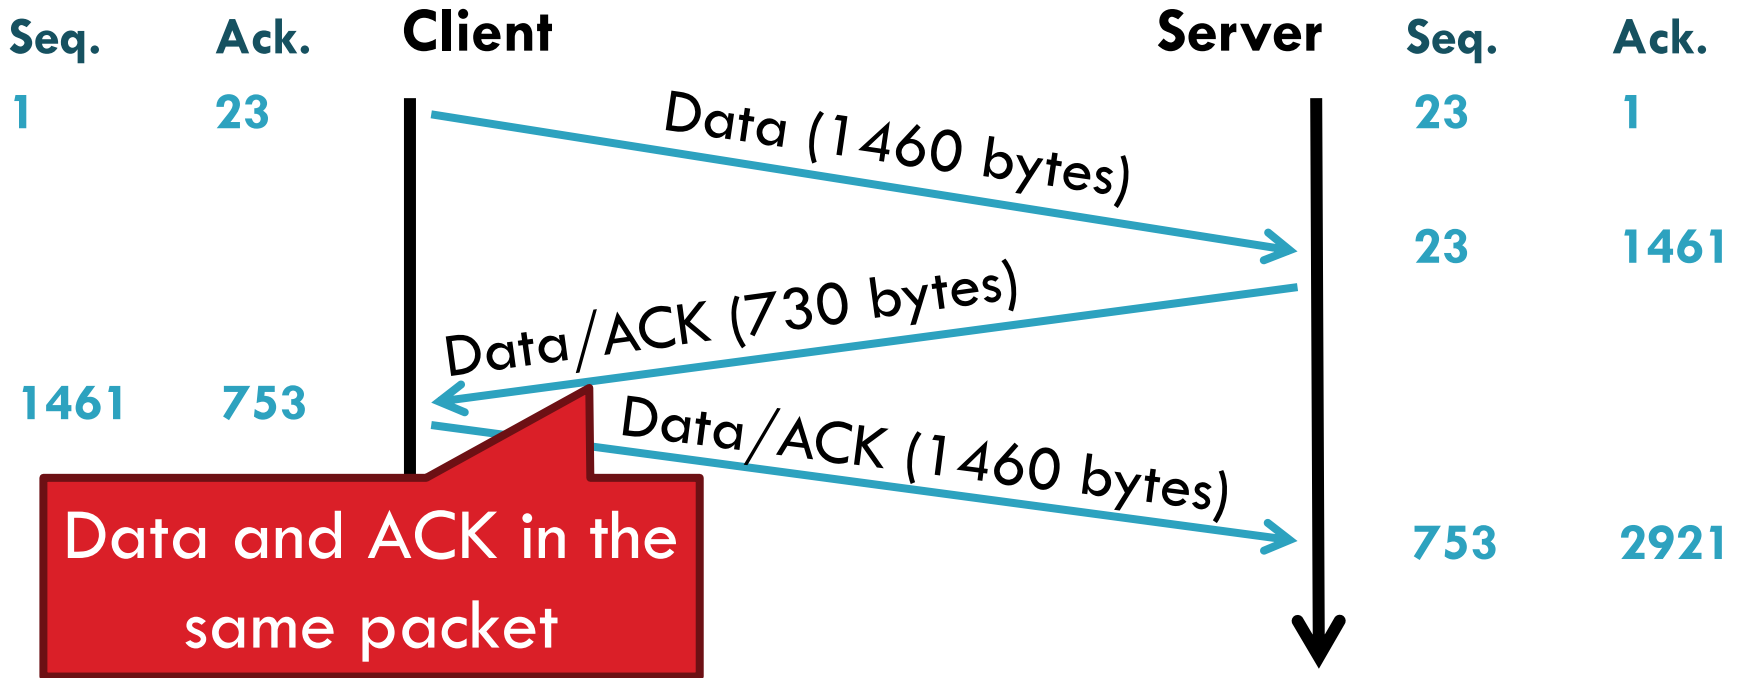 Seq. Ack. Client Server Seq. Ack.
1 23 Data (1460 bytes) 23 1
23 1461
Data/ACK (730 bytes)
1461 753 Data/ACK (1460 bytes)
753 2921
Data and ACK in the
same packet